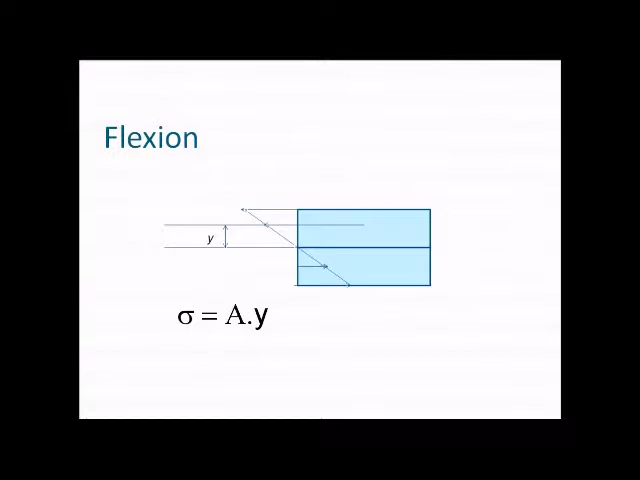 Flexion
y
σ = A.y